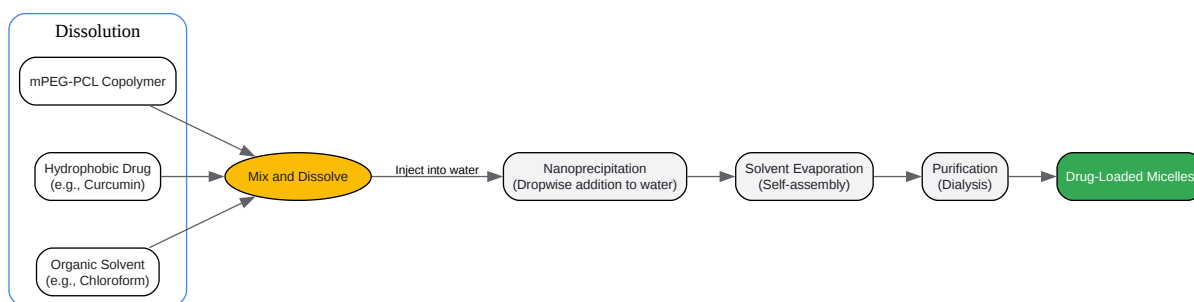 Dissolution
mPEG-PCL Copolymer
Hydrophobic Drug
(e.g., Curcumin)
Organic Solvent
(e.g., Chloroform)
Mix and Dissolve
Inject into water
Nanoprecipitation
(Dropwise addition to water)
Solvent Evaporation
(Self-assembly)
Purification
(Dialysis)
Drug-Loaded Micelles